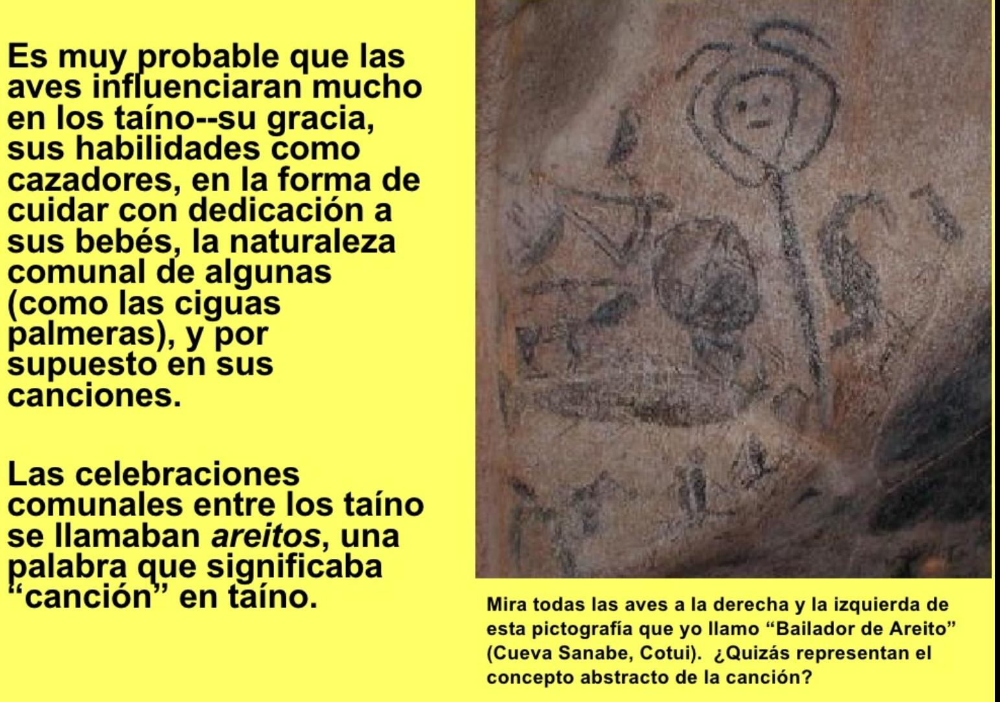 Es muy probable que las
aves influenciaran mucho
en los taíno--su gracia,
sus habilidades como
cazadores, en la forma de
cuidar con dedicación a
sus bebés, la naturaleza
comunal de algunas
(como las ciguas
palmeras), y por
supuesto en sus
canciones.
Las celebraciones
comunales entre los taíno
se llamaban areitos, una
palabra que significaba
“canción” en taíno.
Mira todas las aves a la derecha y la izquierda de
esta pictografía que yo llamo “Bailador de Areito”
(Cueva Sanabe, Cotui).  ¿Quizás representan el
concepto abstracto de la canción?